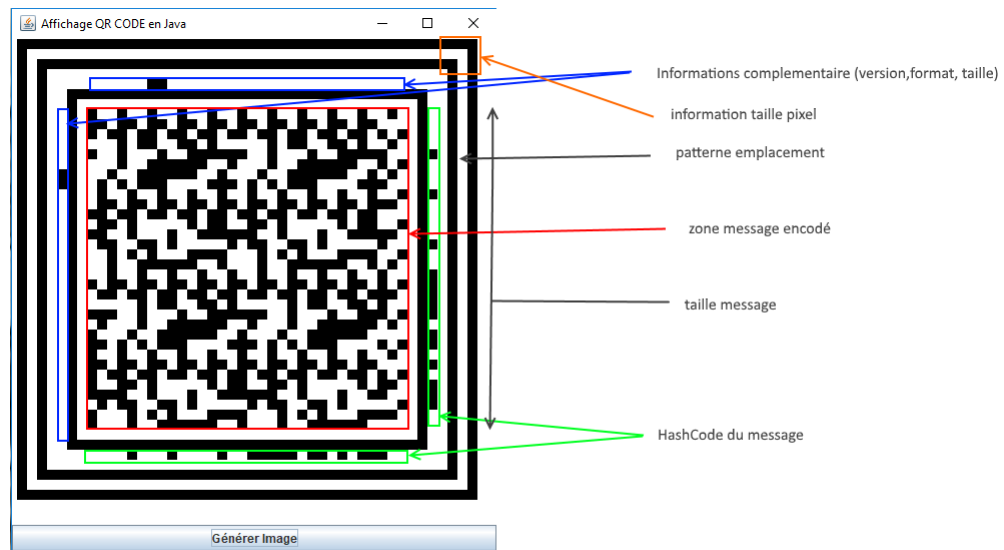 Affichage QR CODE en Java
Informations complementaire (version,format, taille)
information taille pixel
patterne emplacement
zone message encodé
taille message
HashCode du message
Générer Image